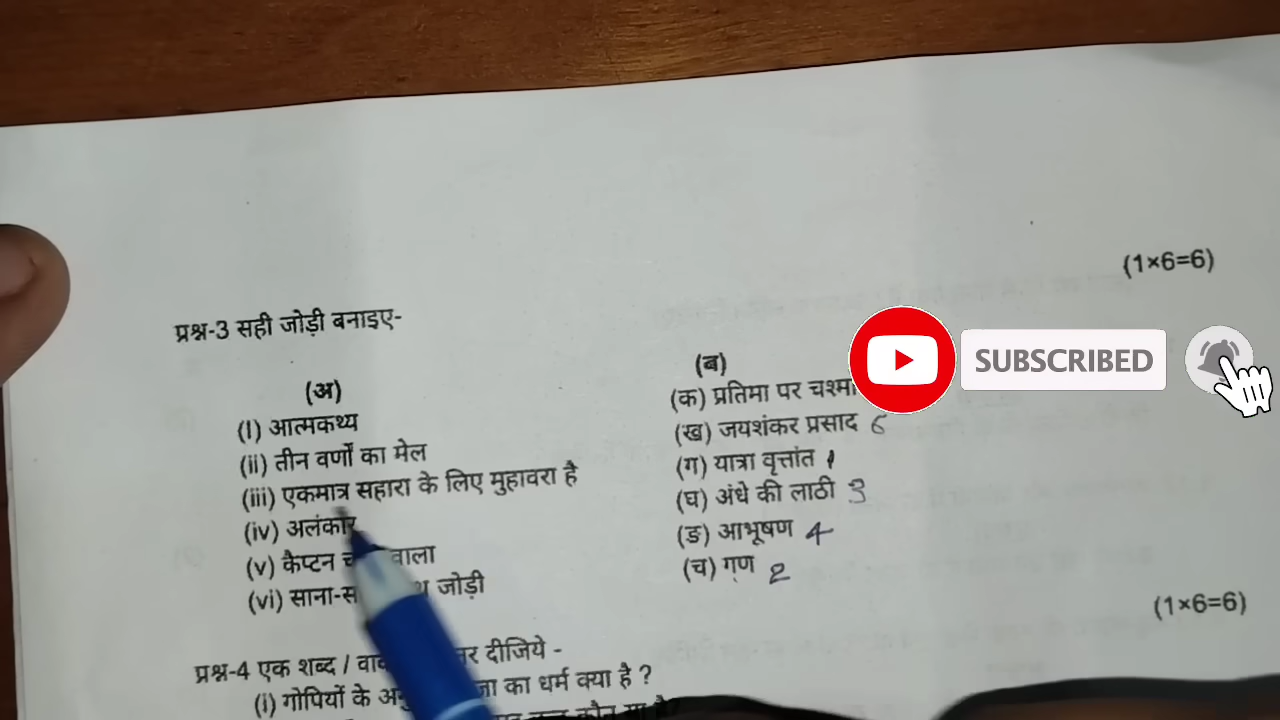 (1×6=6)
प्रश्न-3 सही जोड़ी बनाइए-
(अ) (ब)
(I) आत्मकथ्य (क) प्रतिमा पर चश्मा
(ii) तीन वर्णों का मेल (ख) जयशंकर प्रसाद 6
(iii) एकमात्र सहारा के लिए मुहावरा है (ग) यात्रा वृत्तांत 1
(iv) अलंकार (घ) अंधे की लाठी 3
(v) कैप्टन वाला (ङ) आभूषण 4
(vi) जोड़ी (च) गण 2
(1×6=6)
प्रश्न-4 एक शब्द / दीजिये -
(i) गोपियों के का धर्म क्या है ?
SUBSCRIBED